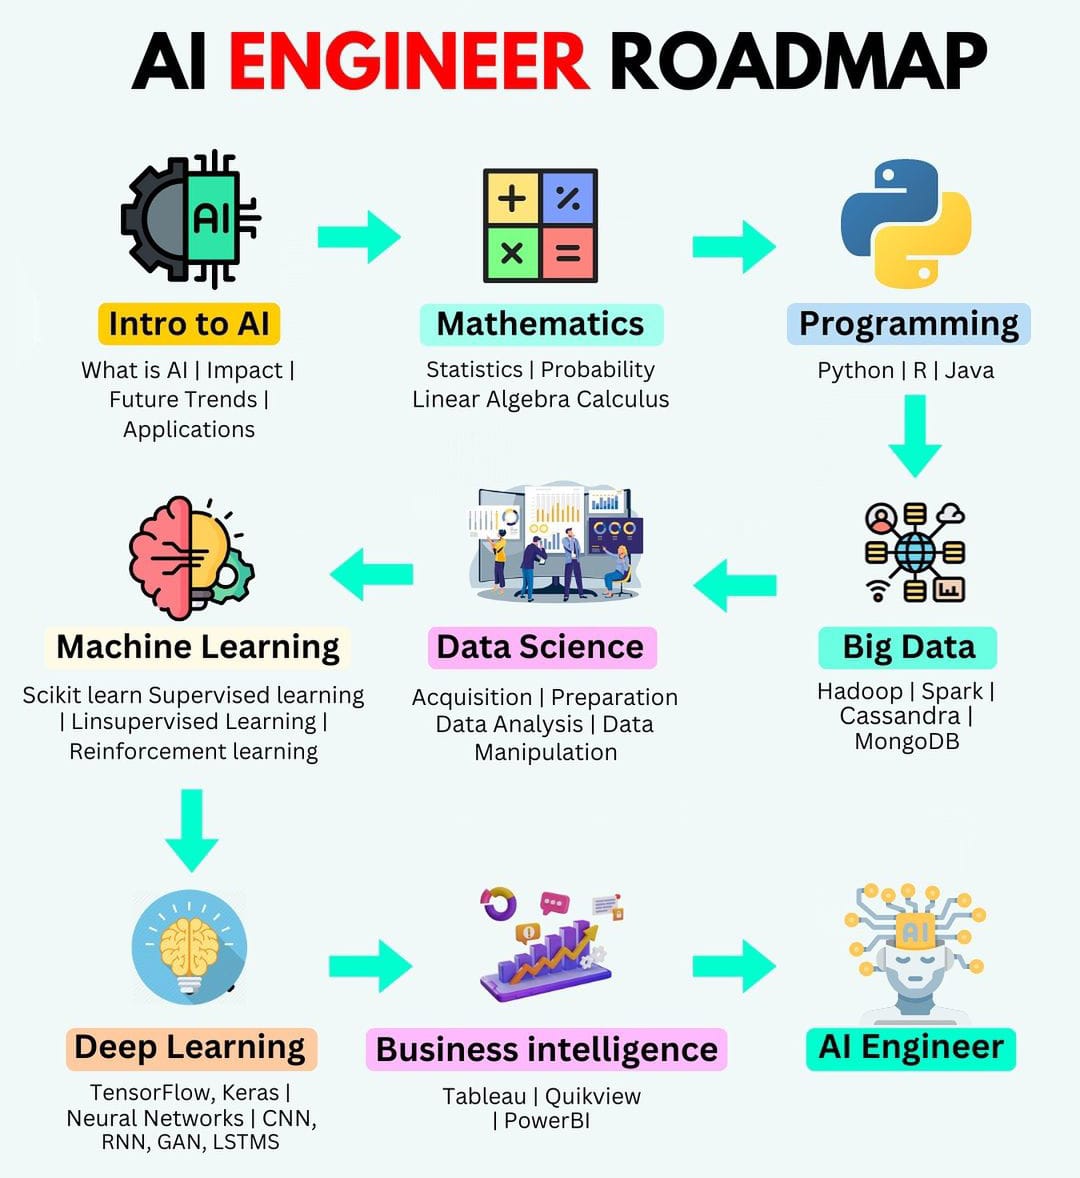 AI ENGINEER ROADMAP
AI
Intro to AI
What is AI | Impact |
Future Trends |
Applications
+ %
× =
Mathematics
Statistics | Probability
Linear Algebra Calculus
Programming
Python | R | Java
Big Data
Hadoop | Spark |
Cassandra |
MongoDB
Data Science
Acquisition | Preparation
Data Analysis | Data
Manipulation
Machine Learning
Scikit learn Supervised learning
| Linsupervised Learning |
Reinforcement learning
Deep Learning
TensorFlow, Keras |
Neural Networks | CNN,
RNN, GAN, LSTMS
Business intelligence
Tableau | Quikview
| PowerBI
AI
AI Engineer